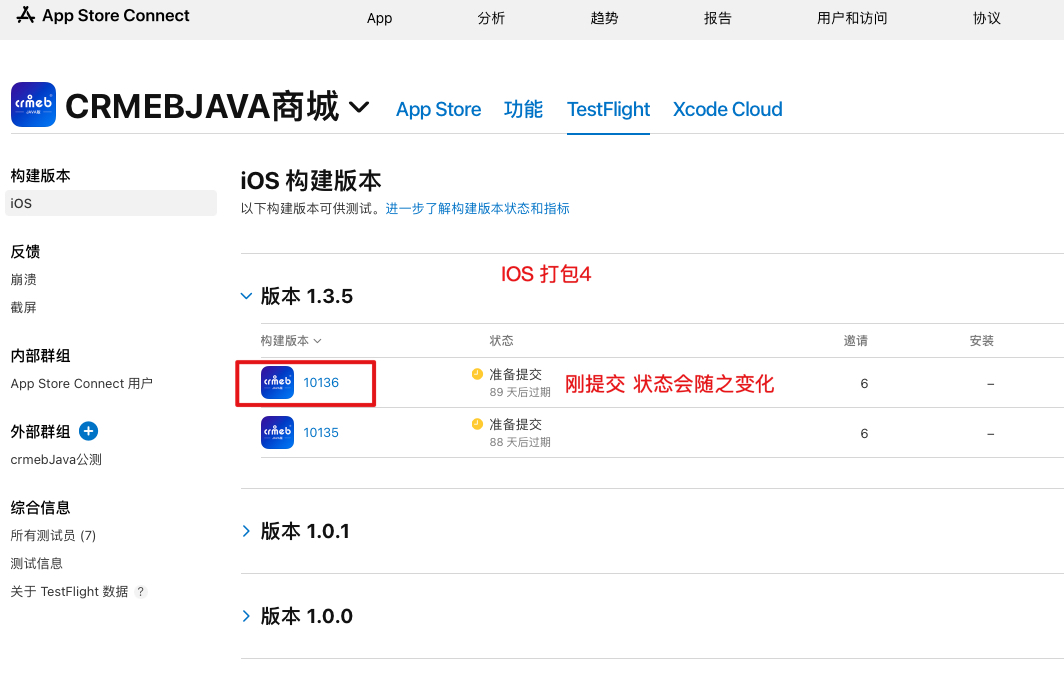 App Store Connect App 分析 趋势 报告 用户和访问 协议
crmeb CRMEBJAVA商城 App Store 功能 TestFlight Xcode Cloud
JAVA版
构建版本
iOS
反馈
崩溃
截屏
内部群组
App Store Connect 用户
外部群组
crmebJava公测
综合信息
所有测试员 (7)
测试信息
关于 TestFlight 数据 ?
iOS 构建版本
以下构建版本可供测试。进一步了解构建版本状态和指标
IOS 打包4
版本 1.3.5
构建版本 状态 邀请 安装
crmeb 10136 准备提交 刚提交 状态会随之变化 6 –
89 天后过期
crmeb 10135 准备提交 6 –
88 天后过期
版本 1.0.1
版本 1.0.0